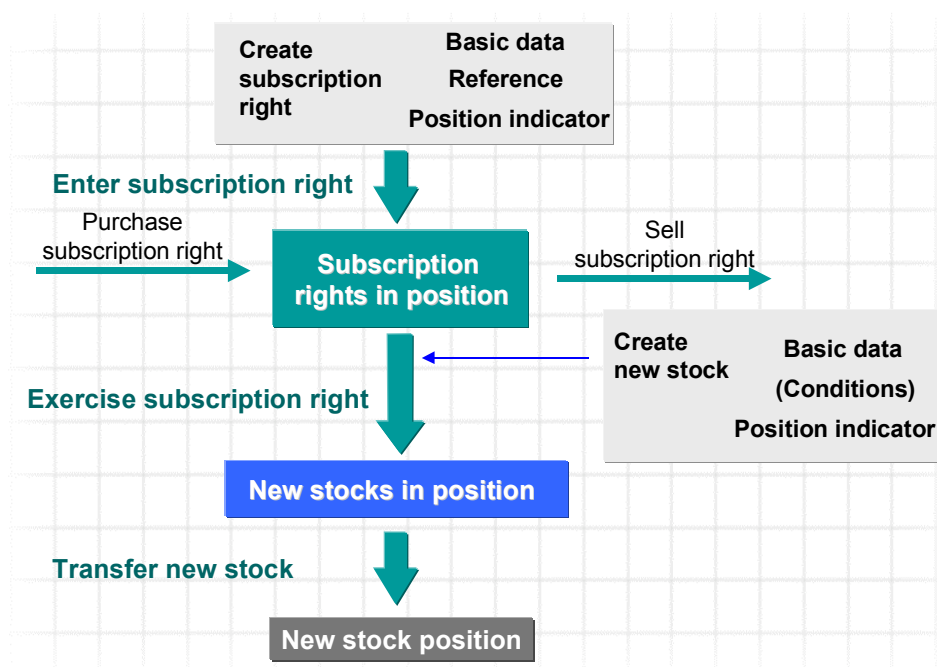 Create
subscription
right
Basic data
Reference
Position indicator
Enter subscription right
Purchase
subscription right
Subscription
rights in position
Sell
subscription right
Create
new stock
Basic data
(Conditions)
Position indicator
Exercise subscription right
New stocks in position
Transfer new stock
New stock position